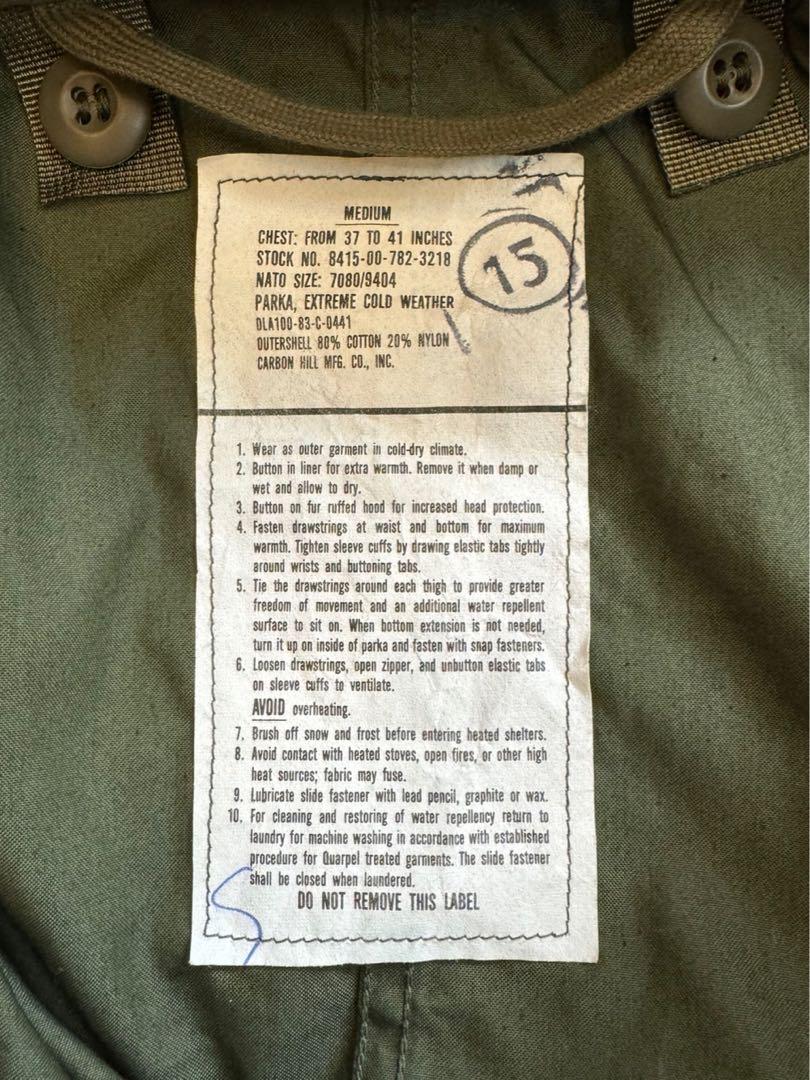 MEDIUM
CHEST: FROM 37 TO 41 INCHES
STOCK NO. 8415-00-782-3218
NATO SIZE: 7080/9404
PARKA, EXTREME COLD WEATHER
DLA100-83-C-0441
OUTERSHELL 80% COTTON 20% NYLON
CARBON HILL MFG. CO., INC.
15
1. Wear as outer garment in cold-dry climate.
2. Button in liner for extra warmth. Remove it when damp or
wet and allow to dry.
3. Button on fur ruffed hood for increased head protection.
4. Fasten drawstrings at waist and bottom for maximum
warmth. Tighten sleeve cuffs by drawing elastic tabs tightly
around wrists and buttoning tabs.
5. Tie the drawstrings around each thigh to provide greater
freedom of movement and an additional water repellent
surface to sit on. When bottom extension is not needed,
turn it up on inside of parka and fasten with snap fasteners.
6. Loosen drawstrings, open zipper, and unbutton elastic tabs
on sleeve cuffs to ventilate.
AVOID overheating.
7. Brush off snow and frost before entering heated shelters.
8. Avoid contact with heated stoves, open fires, or other high
heat sources; fabric may fuse.
9. Lubricate slide fastener with lead pencil, graphite or wax.
10. For cleaning and restoring of water repellency return to
laundry for machine washing in accordance with established
procedure for Quarpel treated garments. The slide fastener
shall be closed when laundered.
DO NOT REMOVE THIS LABEL